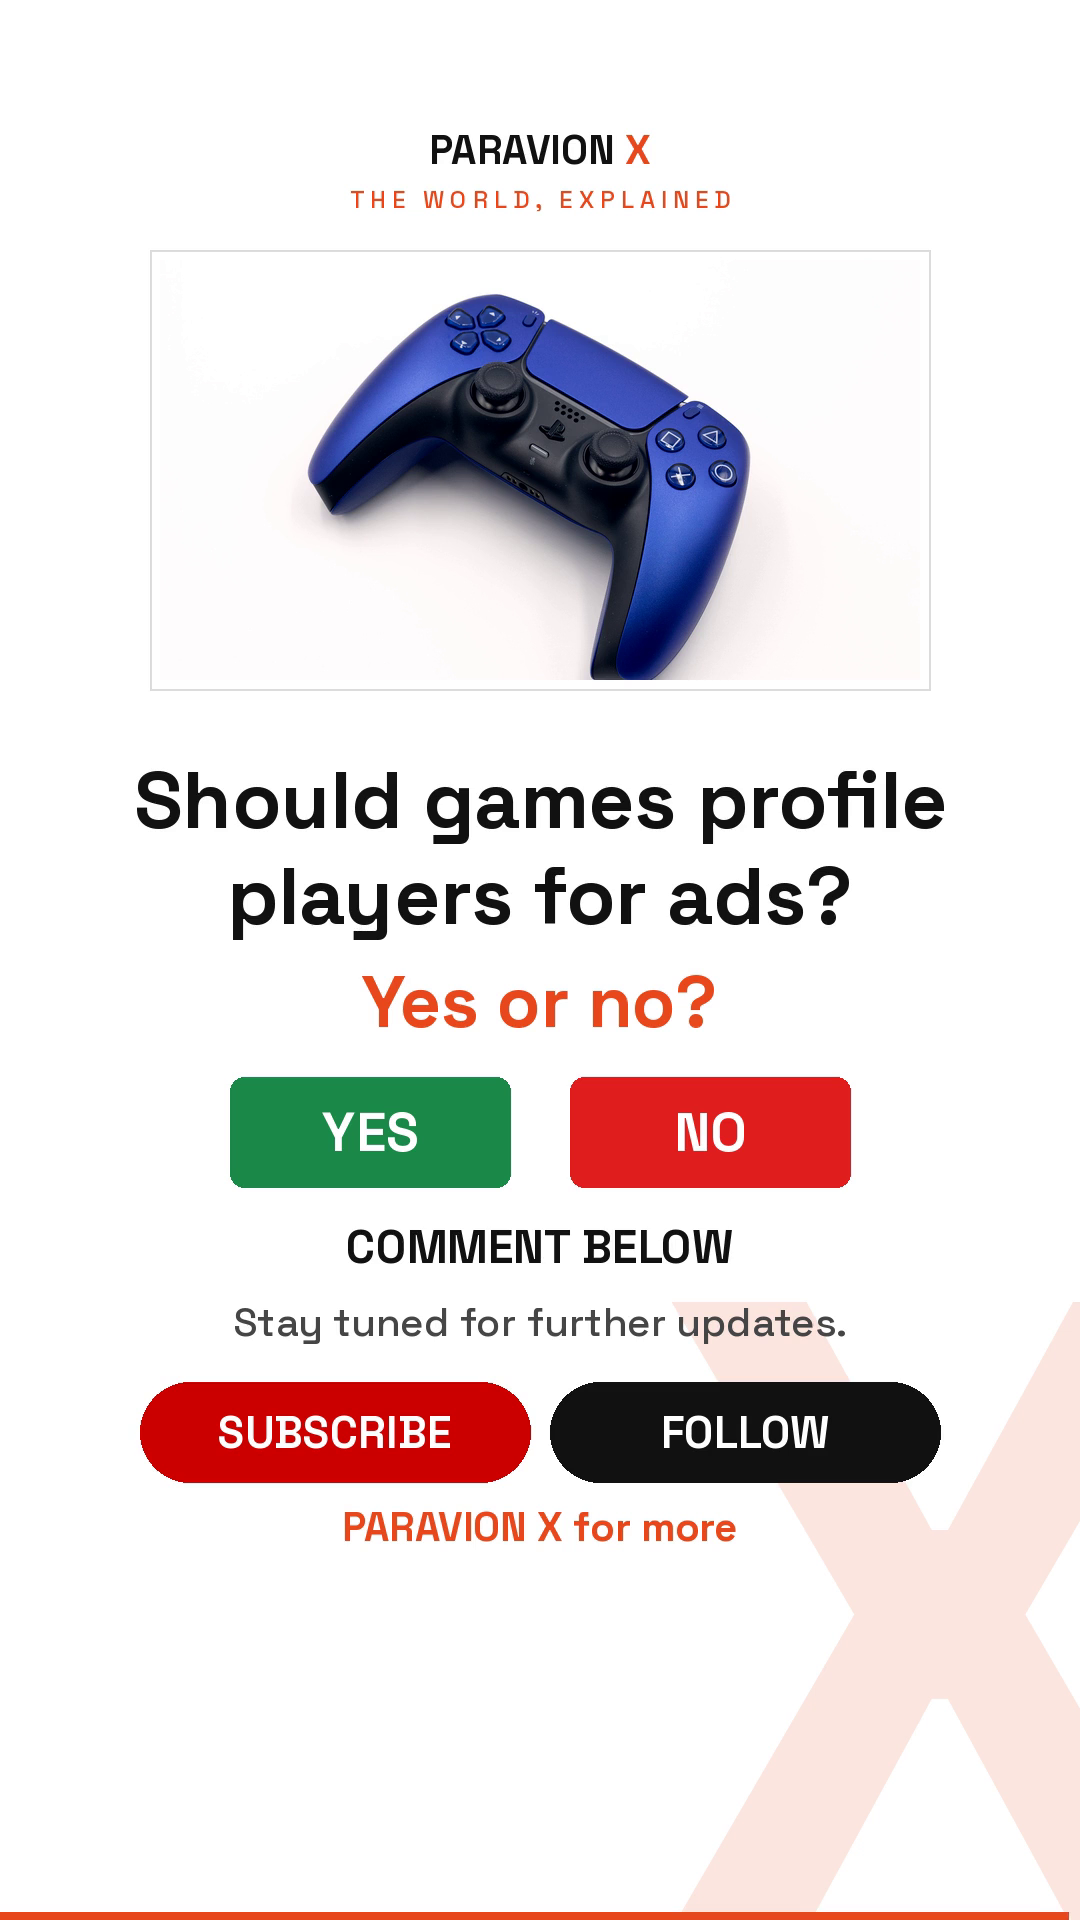 PARAVION X
THE WORLD, EXPLAINED
Should games profile
players for ads?
Yes or no?
YES
NO
COMMENT BELOW
Stay tuned for further updates.
SUBSCRIBE
FOLLOW
PARAVION X for more